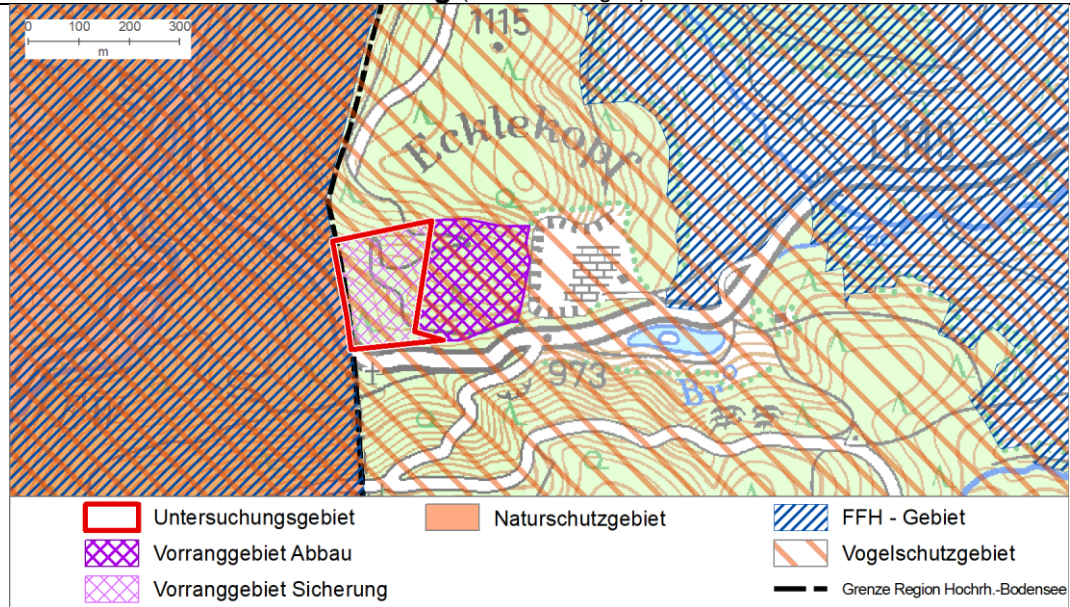 0 100 200 300
m
1115
Ecklekopf
973
Br
Untersuchungsgebiet
Vorranggebiet Abbau
Vorranggebiet Sicherung
Naturschutzgebiet
FFH - Gebiet
Vogelschutzgebiet
Grenze Region Hochrh.-Bodensee